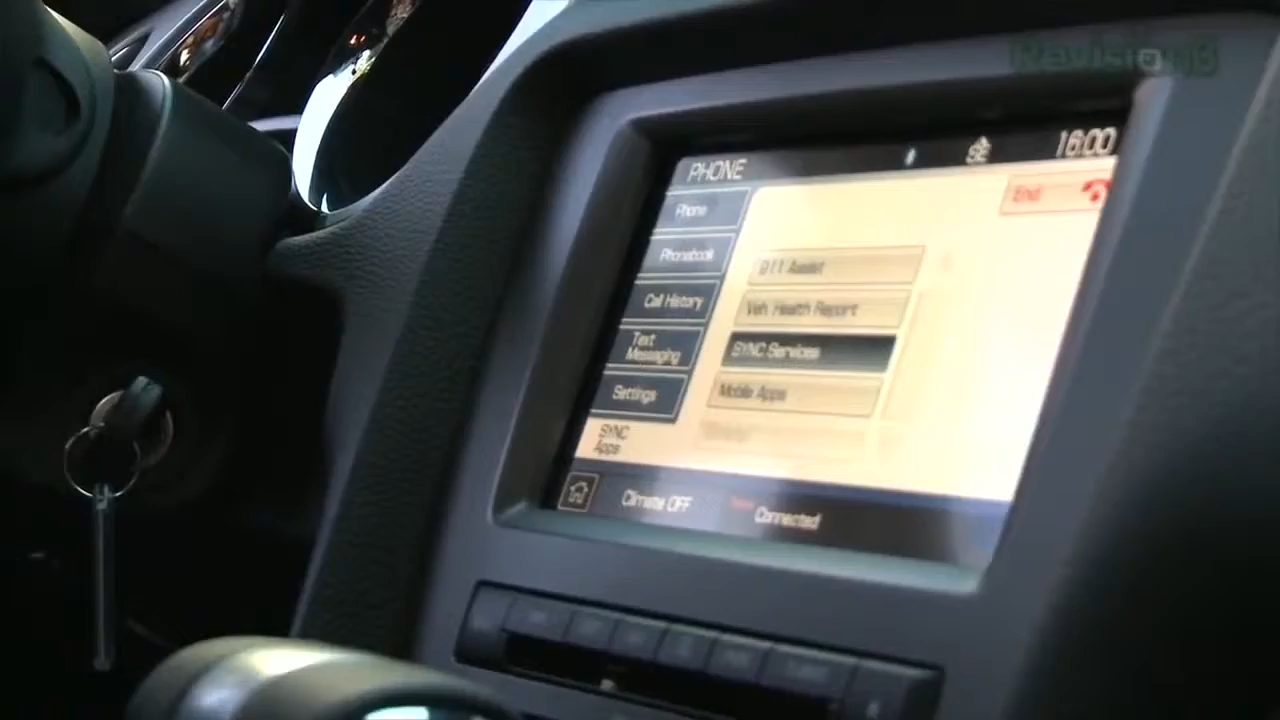 Revision3
PHONE
16:00
Phone
End
Phonebook
911 Assist
Call History
Veh. Health Report
Text
Messaging
SYNC Services
Settings
Mobile Apps
SYNC
Apps
Climate OFF
Connected